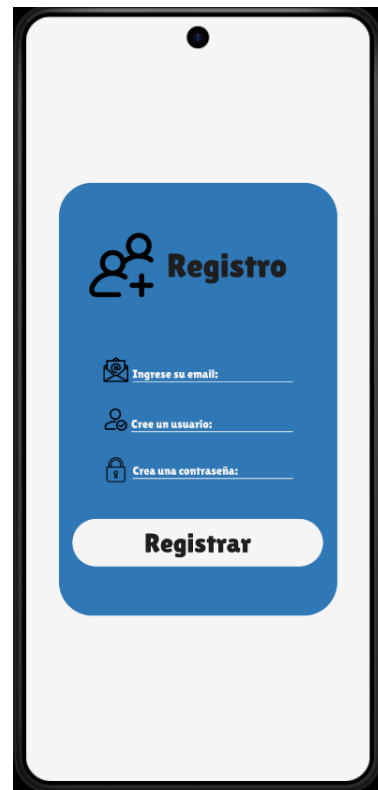 Registro
Ingrese su email:
Cree un usuario:
Crea una contraseña:
Registrar